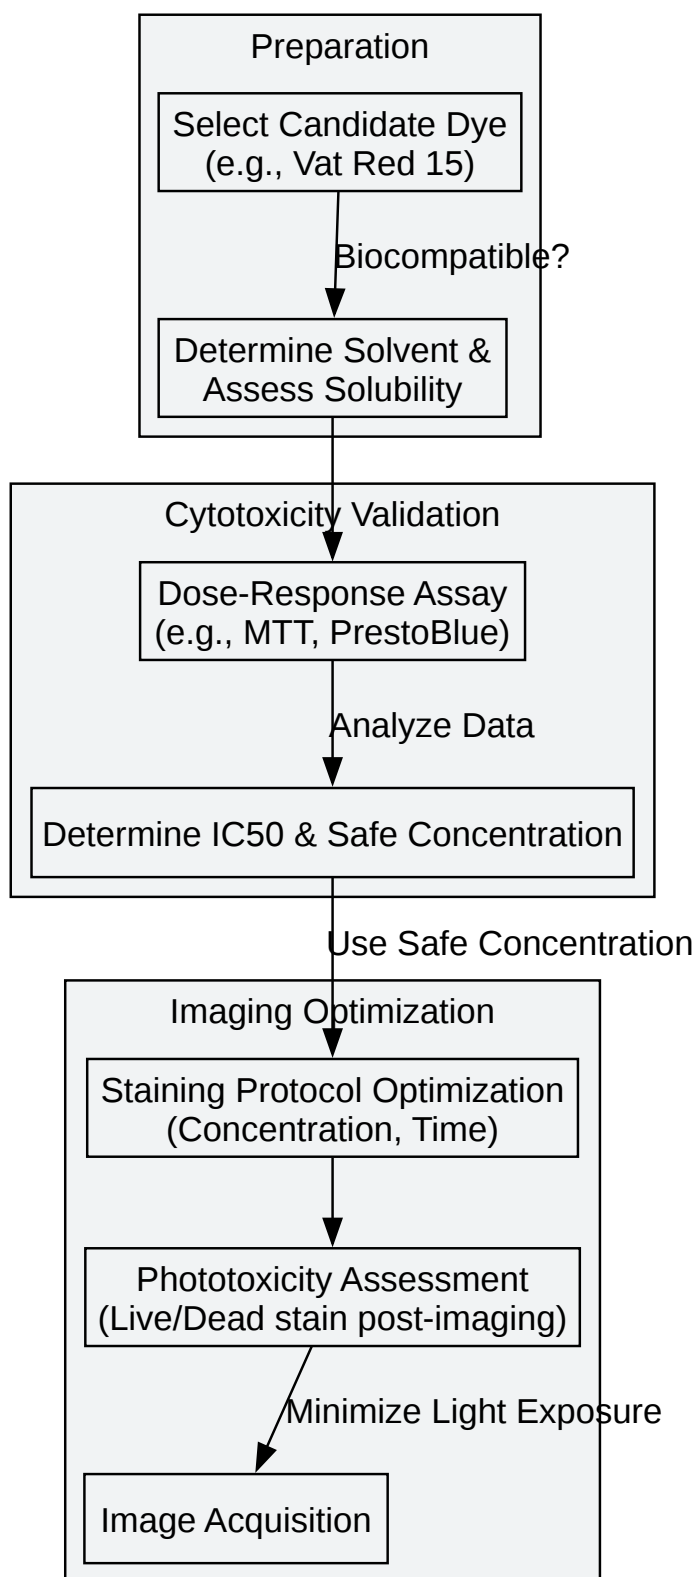 Preparation
Select Candidate Dye
(e.g., Vat Red 15)
Biocompatible?
Determine Solvent &
Assess Solubility
Cytotoxicity Validation
Dose-Response Assay
(e.g., MTT, PrestoBlue)
Analyze Data
Determine IC50 & Safe Concentration
Use Safe Concentration
Imaging Optimization
Staining Protocol Optimization
(Concentration, Time)
Phototoxicity Assessment
(Live/Dead stain post-imaging)
Minimize Light Exposure
Image Acquisition